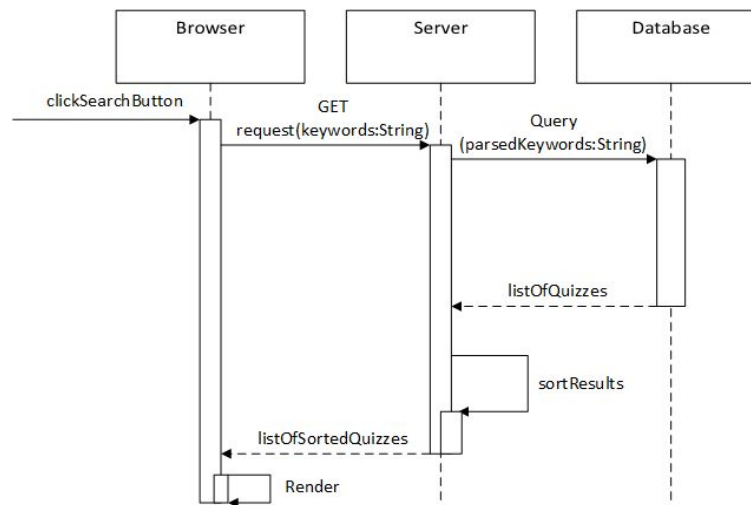 Browser
Server
Database
clickSearchButton
GET
request(keywords:String)
Query
(parsedKeywords:String)
listOfQuizzes
sortResults
listOfSortedQuizzes
Render